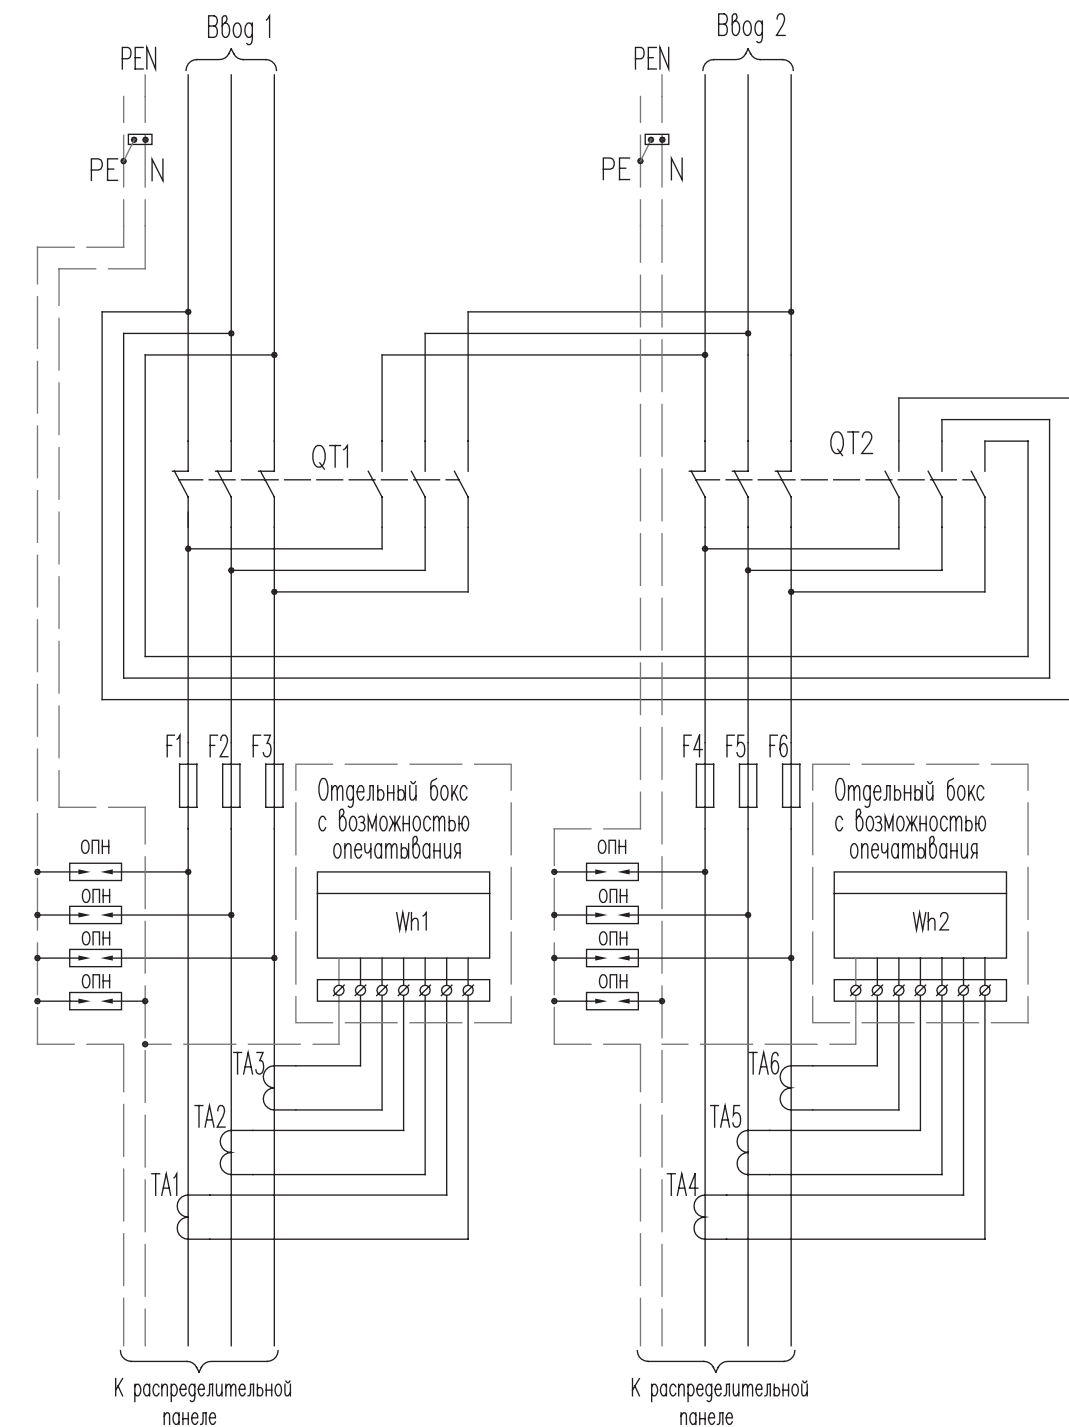 Ввод 1
Ввод 2
PEN
PEN
PE N
PE N
QT1
QT2
F1 F2 F3
F4 F5 F6
Отдельный бокс
с возможностью
опечатывания
Отдельный бокс
с возможностью
опечатывания
ОПН
ОПН
ОПН
ОПН
ОПН
ОПН
ОПН
ОПН
Wh1
Wh2
TA3
TA6
TA2
TA5
TA1
TA4
К распределительной
панеле
К распределительной
панеле